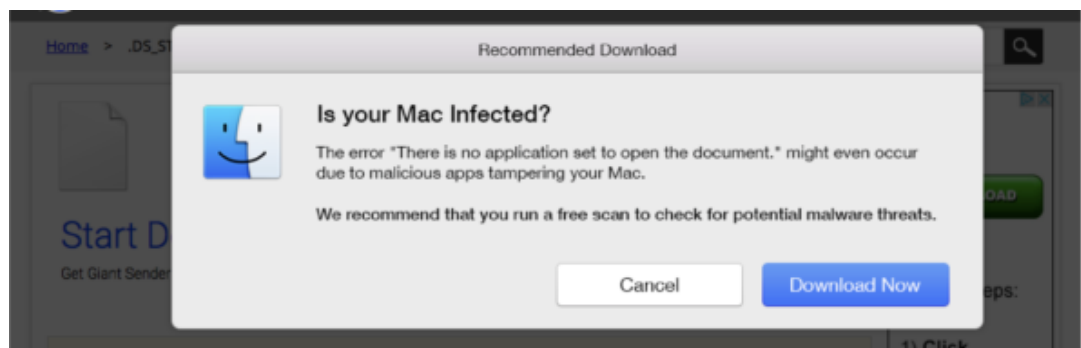 Home > .DS_ST
Recommended Download
Is your Mac Infected?
The error "There is no application set to open the document." might even occur
due to malicious apps tampering your Mac.
We recommend that you run a free scan to check for potential malware threats.
OAD
Start D
Get Giant Sender
Cancel
Download Now
eps:
1) Click